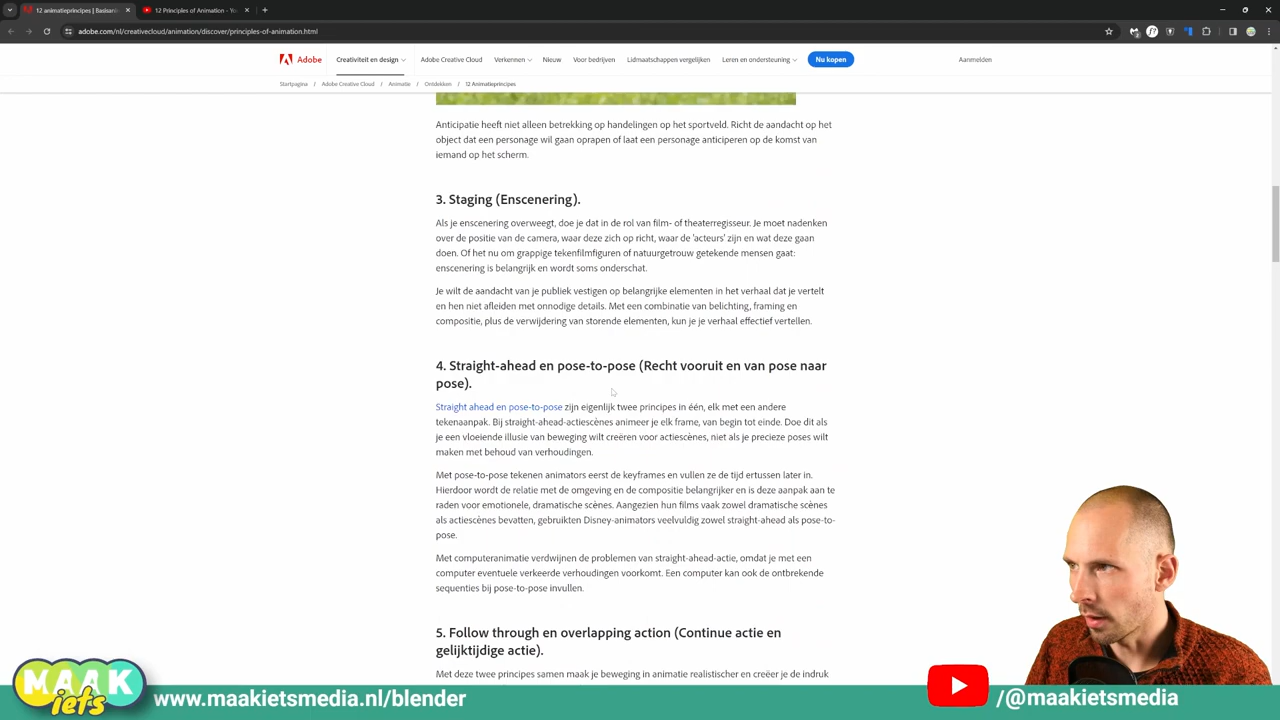 12 animatieprincipes | Basisan
12 Principles of Animation - Yo
adobe.com/nl/creativecloud/animation/discover/principles-of-animation.html
Adobe
Creativiteit en design
Adobe Creative Cloud
Verkennen
Nieuw
Voor bedrijven
Lidmaatschappen vergelijken
Leren en ondersteuning
Nu kopen
Aanmelden
Startpagina / Adobe Creative Cloud / Animatie / Ontdekken / 12 Animatieprincipes
Anticipatie heeft niet alleen betrekking op handelingen op het sportveld. Richt de aandacht op het
object dat een personage wil gaan oprapen of laat een personage anticiperen op de komst van
iemand op het scherm.
3. Staging (Enscenering).
Als je enscenering overweegt, doe je dat in de rol van film- of theaterregisseur. Je moet nadenken
over de positie van de camera, waar deze zich op richt, waar de 'acteurs' zijn en wat deze gaan
doen. Of het nu om grappige tekenfilmfiguren of natuurgetrouw getekende mensen gaat:
enscenering is belangrijk en wordt soms onderschat.
Je wilt de aandacht van je publiek vestigen op belangrijke elementen in het verhaal dat je vertelt
en hen niet afleiden met onnodige details. Met een combinatie van belichting, framing en
compositie, plus de verwijdering van storende elementen, kun je je verhaal effectief vertellen.
4. Straight-ahead en pose-to-pose (Recht vooruit en van pose naar
pose).
Straight ahead en pose-to-pose zijn eigenlijk twee principes in één, elk met een andere
tekenaanpak. Bij straight-ahead-actiescènes animeer je elk frame, van begin tot einde. Doe dit als
je een vloeiende illusie van beweging wilt creëren voor actiescènes, niet als je precieze poses wilt
maken met behoud van verhoudingen.
Met pose-to-pose tekenen animators eerst de keyframes en vullen ze de tijd ertussen later in.
Hierdoor wordt de relatie met de omgeving en de compositie belangrijker en is deze aanpak aan te
raden voor emotionele, dramatische scènes. Aangezien hun films vaak zowel dramatische scènes
als actiescènes bevatten, gebruikten Disney-animators veelvuldig zowel straight-ahead als pose-to-
pose.
Met computeranimatie verdwijnen de problemen van straight-ahead-actie, omdat je met een
computer eventuele verkeerde verhoudingen voorkomt. Een computer kan ook de ontbrekende
sequenties bij pose-to-pose invullen.
5. Follow through en overlapping action (Continue actie en
gelijktijdige actie).
Met deze twee principes samen maak je beweging in animatie realistischer en creëer je de indruk
MAAK
iets
www.maakietsmedia.nl/blender
/@maakietsmedia